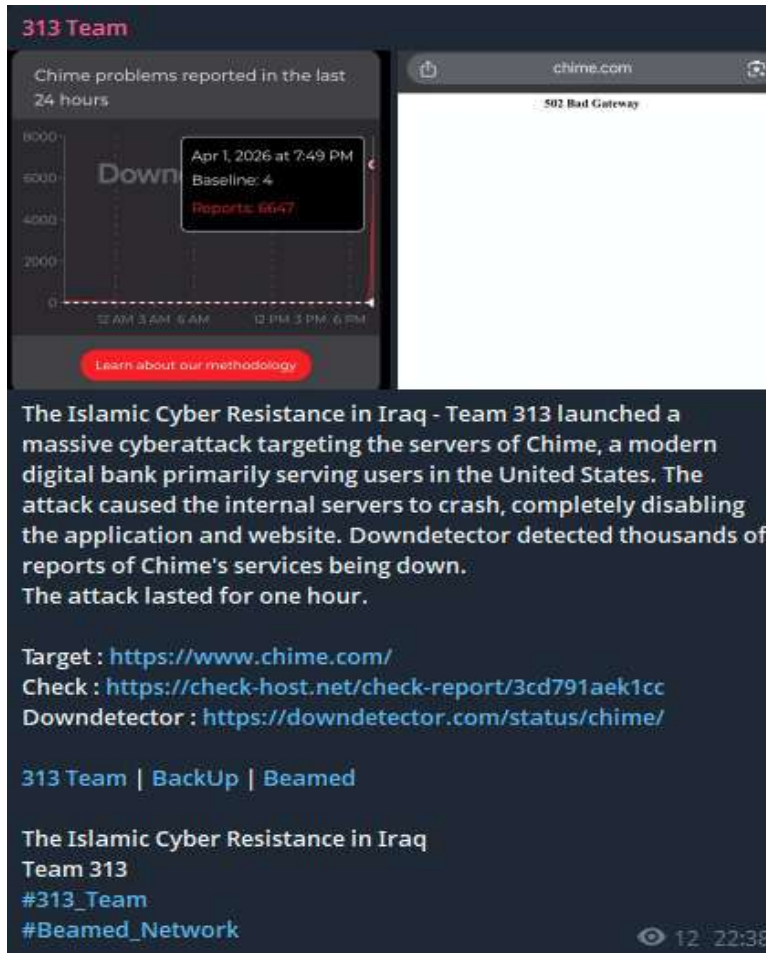 313 Team
Chime problems reported in the last
24 hours
8000
6000
4000
2000
0
Down
Apr 1, 2026 at 7:49 PM
Baseline: 4
Reports: 6647
12 AM 3 AM 6 AM 12 PM 3 PM 6 PM
Learn about our methodology
chime.com
502 Bad Gateway
The Islamic Cyber Resistance in Iraq - Team 313 launched a
massive cyberattack targeting the servers of Chime, a modern
digital bank primarily serving users in the United States. The
attack caused the internal servers to crash, completely disabling
the application and website. Downdetector detected thousands of
reports of Chime's services being down.
The attack lasted for one hour.
Target : https://www.chime.com/
Check : https://check-host.net/check-report/3cd791aek1cc
Downdetector : https://downdetector.com/status/chime/
313 Team | BackUp | Beamed
The Islamic Cyber Resistance in Iraq
Team 313
#313_Team
#Beamed_Network
12 22:38